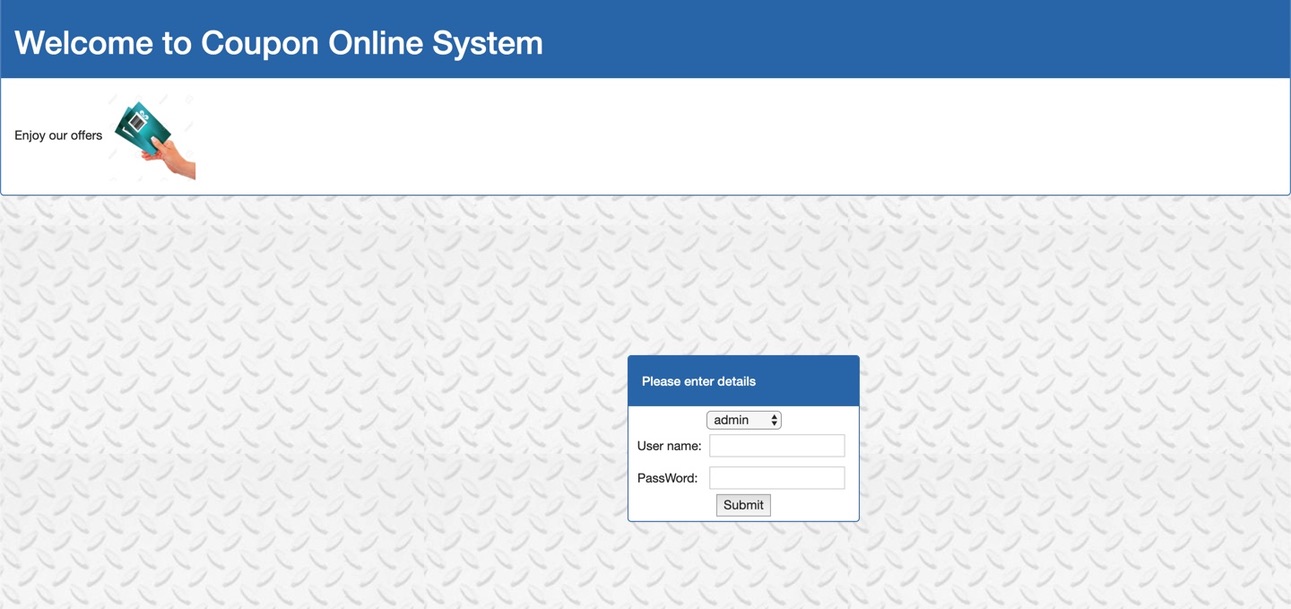 Welcome to Coupon Online System
Enjoy our offers
Please enter details
admin
User name:
PassWord:
Submit